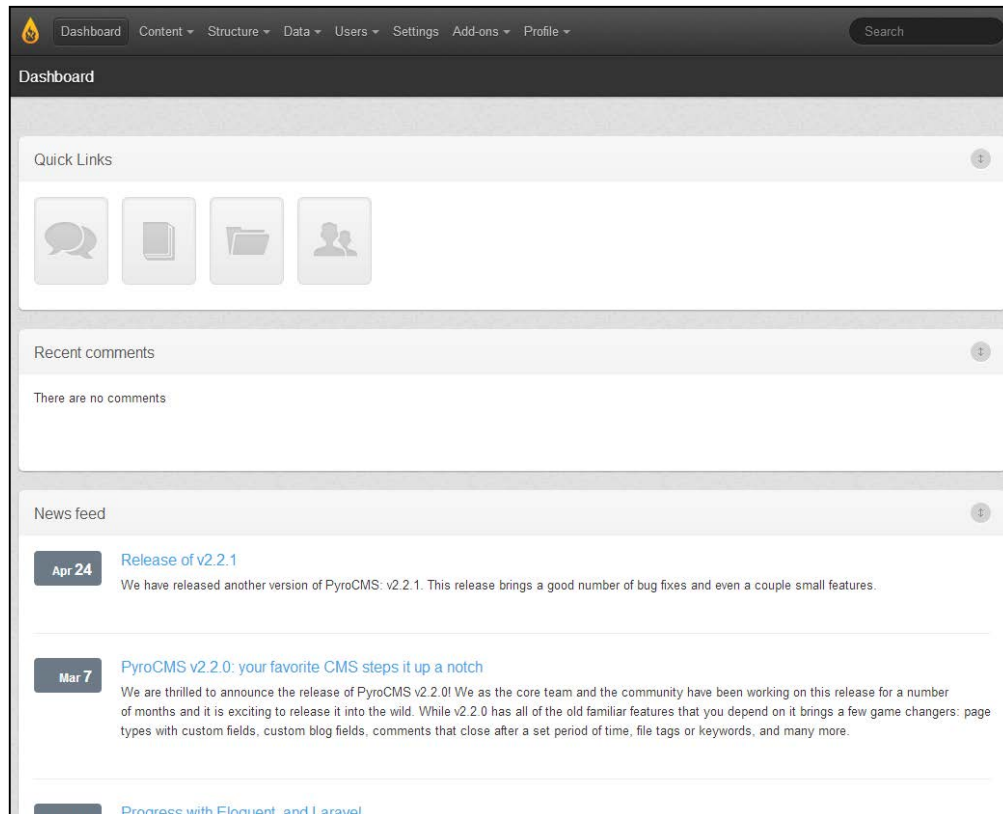 Dashboard Content Structure Data Users Settings Add-ons Profile Search
Dashboard
Quick Links
Recent comments
There are no comments
News feed
Apr 24
Release of v2.2.1
We have released another version of PyroCMS: v2.2.1. This release brings a good number of bug fixes and even a couple small features.
Mar 7
PyroCMS v2.2.0: your favorite CMS steps it up a notch
We are thrilled to announce the release of PyroCMS v2.2.0! We as the core team and the community have been working on this release for a number
of months and it is exciting to release it into the wild. While v2.2.0 has all of the old familiar features that you depend on it brings a few game changers: page
types with custom fields, custom blog fields, comments that close after a set period of time, file tags or keywords, and many more.
Progress with Eloquent, and Laravel